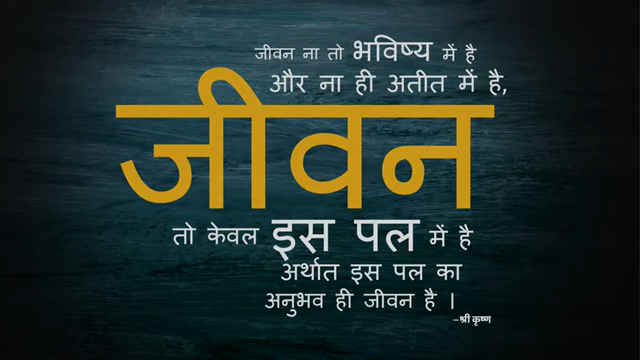 जीवन ना तो भविष्य में है
और ना ही अतीत में है,
जीवन
तो केवल इस पल में है
अर्थात इस पल का
अनुभव ही जीवन है ।
–श्री कृष्ण